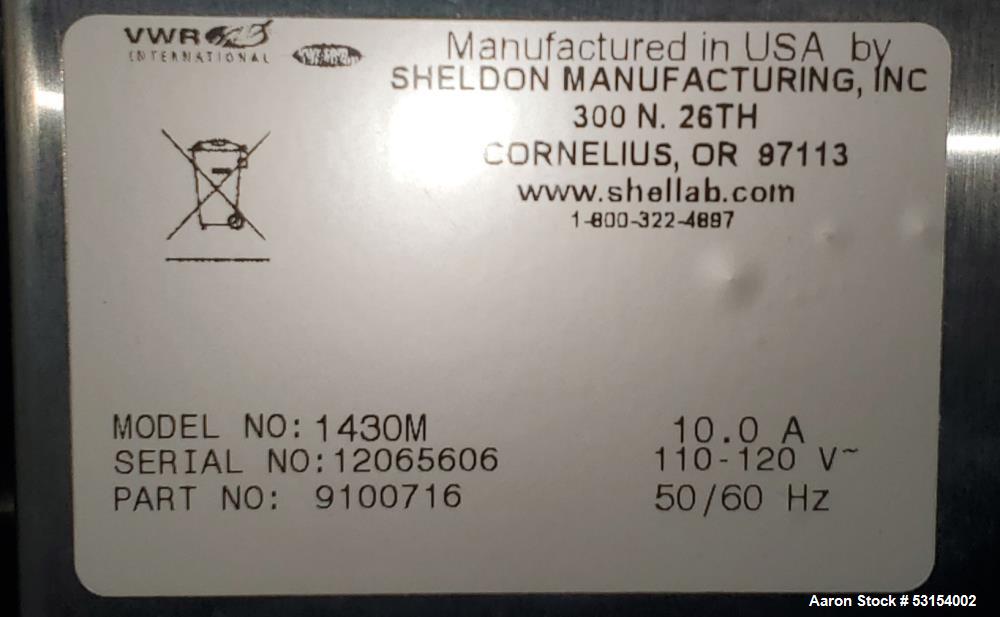 VWR
INTERNATIONAL
Manufactured in USA by
SHELDON MANUFACTURING, INC
300 N. 26TH
CORNELIUS, OR 97113
www.shellab.com
1-800-322-4897
MODEL NO: 1430M
10.0 A
SERIAL NO: 12065606
110-120 V~
PART NO: 9100716
50/60 Hz
Aaron Stock # 53154002